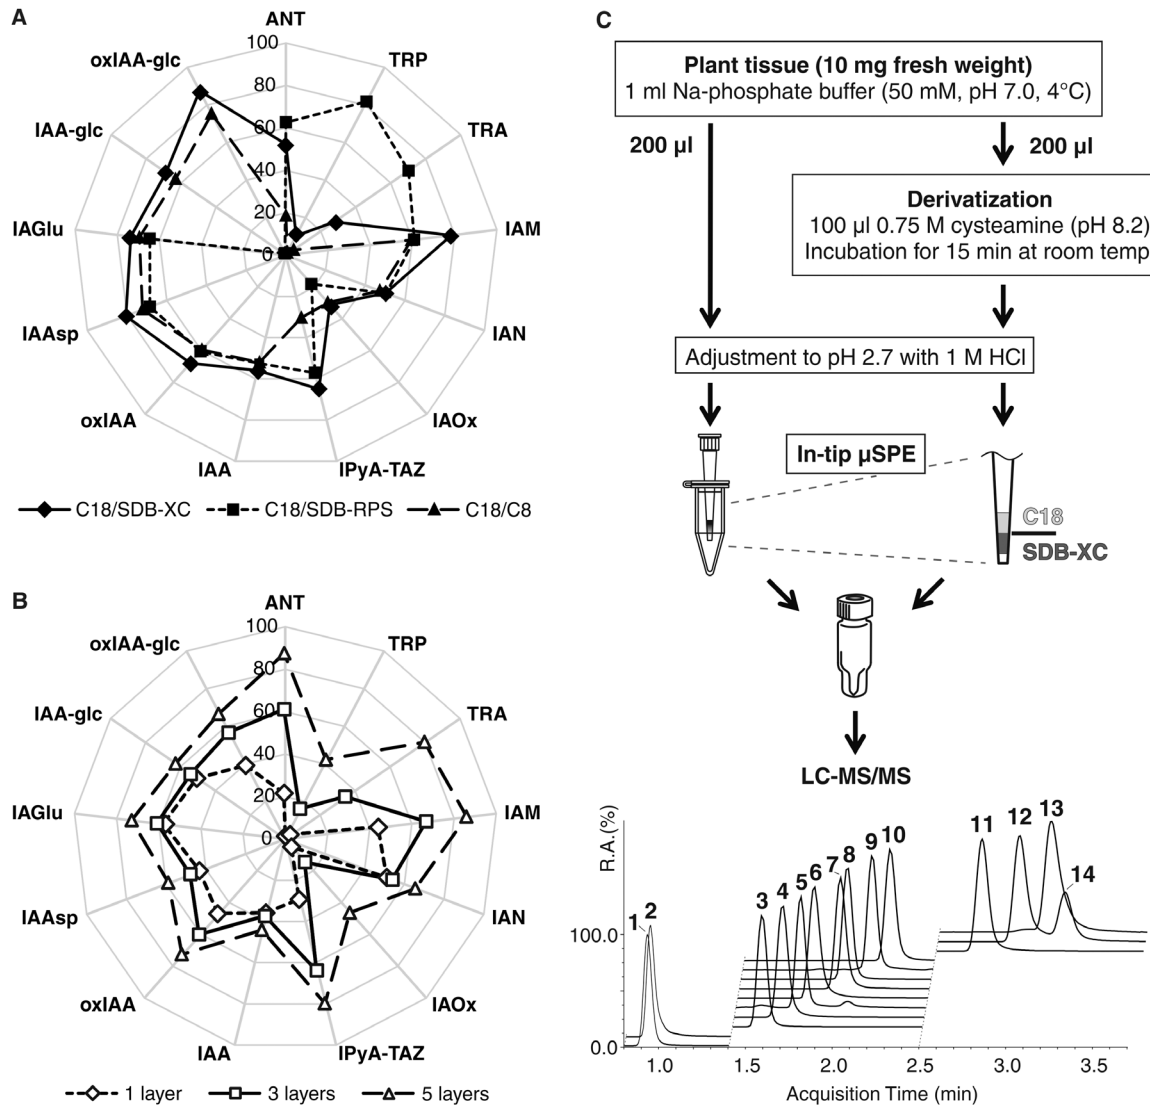 A
ANT
TRP
TRA
IAM
IAN
IAOx
IPyA-TAZ
IAA
oxIAA
IAAsp
IAGlu
IAA-glc
oxIAA-glc
100
80
60
40
20
0
C18/SDB-XC
C18/SDB-RPS
C18/C8
B
ANT
TRP
TRA
IAM
IAN
IAOx
IPyA-TAZ
IAA
oxIAA
IAAsp
IAGlu
IAA-glc
oxIAA-glc
100
80
60
40
20
0
1 layer
3 layers
5 layers
C
Plant tissue (10 mg fresh weight)
1 ml Na-phosphate buffer (50 mM, pH 7.0, 4°C)
200 µl
200 µl
Derivatization
100 µl 0.75 M cysteamine (pH 8.2)
Incubation for 15 min at room temp
Adjustment to pH 2.7 with 1 M HCl
In-tip µSPE
C18
SDB-XC
LC-MS/MS
R.A.(%)
100.0
0.0
1
2
3
4
5
6
7
8
9
10
11
12
13
14
1.0
1.5
2.0
2.5
3.0
3.5
Acquisition Time (min)